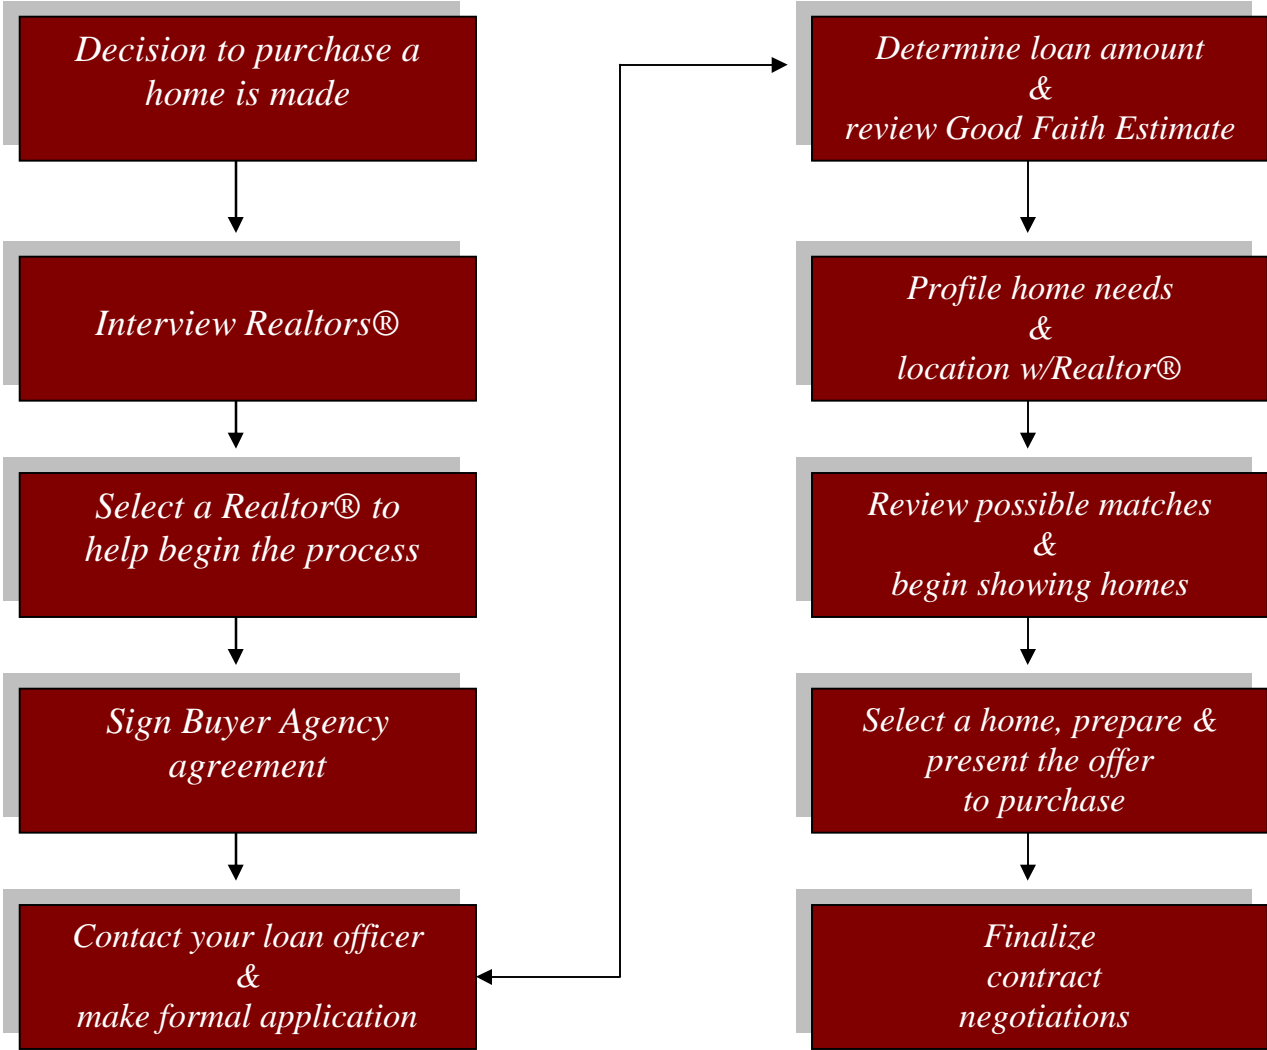 Decision to purchase a
home is made
Interview Realtors®
Select a Realtor® to
help begin the process
Sign Buyer Agency
agreement
Contact your loan officer
&
make formal application
Determine loan amount
&
review Good Faith Estimate
Profile home needs
&
location w/Realtor®
Review possible matches
&
begin showing homes
Select a home, prepare &
present the offer
to purchase
Finalize
contract
negotiations